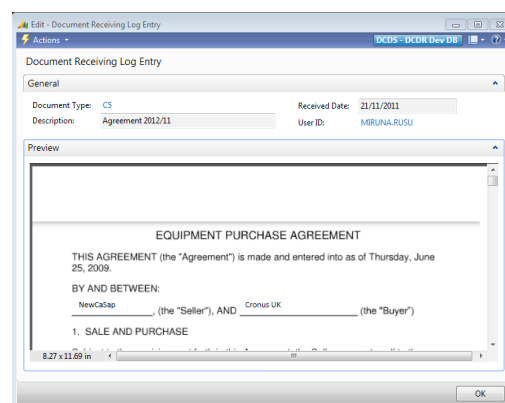 Edit - Document Receiving Log Entry
Actions
DCDS - DCDR Dev DB
Document Receiving Log Entry
General
Document Type: C5
Received Date: 21/11/2011
Description: Agreement 2012/11
User ID: MIRUNA.RUSU
Preview
EQUIPMENT PURCHASE AGREEMENT
THIS AGREEMENT (the "Agreement") is made and entered into as of Thursday, June
25, 2009.
BY AND BETWEEN:
NewCaSap, (the "Seller"), AND Cronus UK (the "Buyer")
1. SALE AND PURCHASE
8.27 x 11.69 in
OK